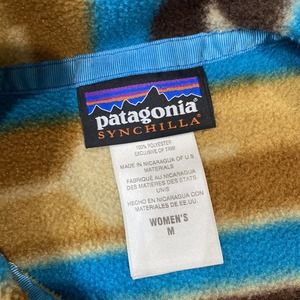 patagonia
SYNCHILLA
100% POLYESTER
EXCLUSIVE OF TRIM
MADE IN NICARAGUA OF U.S.
MATERIALS
FABRIQUÉ AU NICARAGUA
DES MATIÈRES DES ÉTATS
UNIS
HECHO EN NICARAGUA CON
MATERIALES DE EE.UU.
WOMEN'S
M